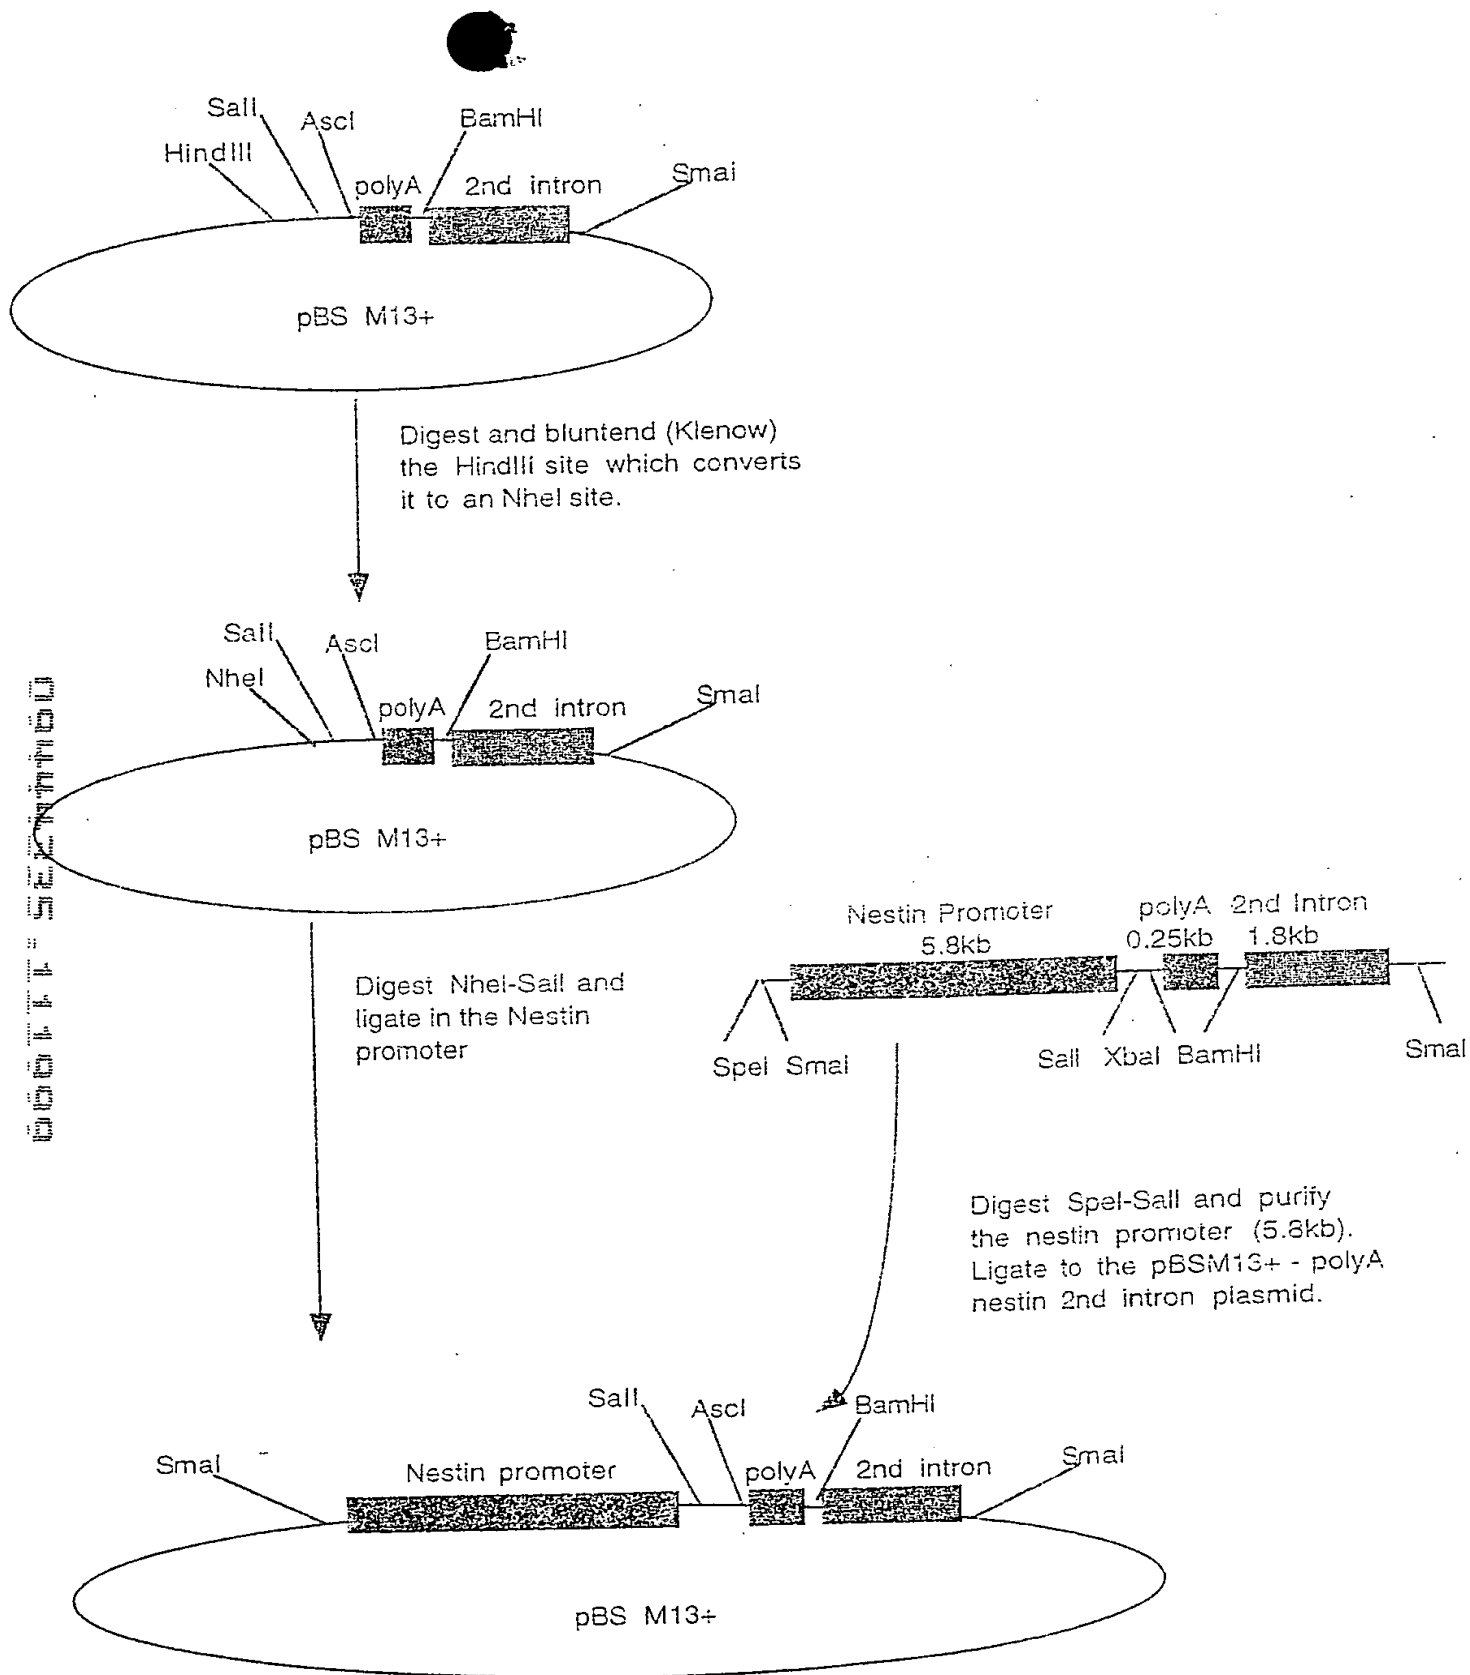 SalI
AscI
BamHI
HindIII
polyA 2nd intron
SmaI
pBS M13+
Digest and bluntend (Klenow)
the HindIII site which converts
it to an NheI site.
SalI
AscI
BamHI
NheI
polyA 2nd intron
SmaI
pBS M13+
Nestin Promoter
5.8kb
polyA 2nd Intron
0.25kb 1.8kb
Digest NheI-SalI and
ligate in the Nestin
promoter
SpeI SmaI
SalI XbaI BamHI
SmaI
Digest SpeI-SalI and purify
the nestin promoter (5.8kb).
Ligate to the pBSM13+ - polyA
nestin 2nd intron plasmid.
SalI
AscI
BamHI
SmaI
Nestin promoter
polyA 2nd intron
SmaI
pBS M13+